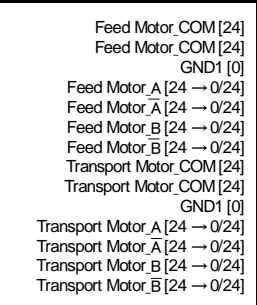 Feed Motor_COM [24]
Feed Motor_COM [24]
GND1 [0]
Feed Motor_A [24 → 0/24]
Feed Motor_A̅ [24 → 0/24]
Feed Motor_B [24 → 0/24]
Feed Motor_B̅ [24 → 0/24]
Transport Motor_COM [24]
Transport Motor_COM [24]
GND1 [0]
Transport Motor_A [24 → 0/24]
Transport Motor_A̅ [24 → 0/24]
Transport Motor_B [24 → 0/24]
Transport Motor_B̅ [24 → 0/24]